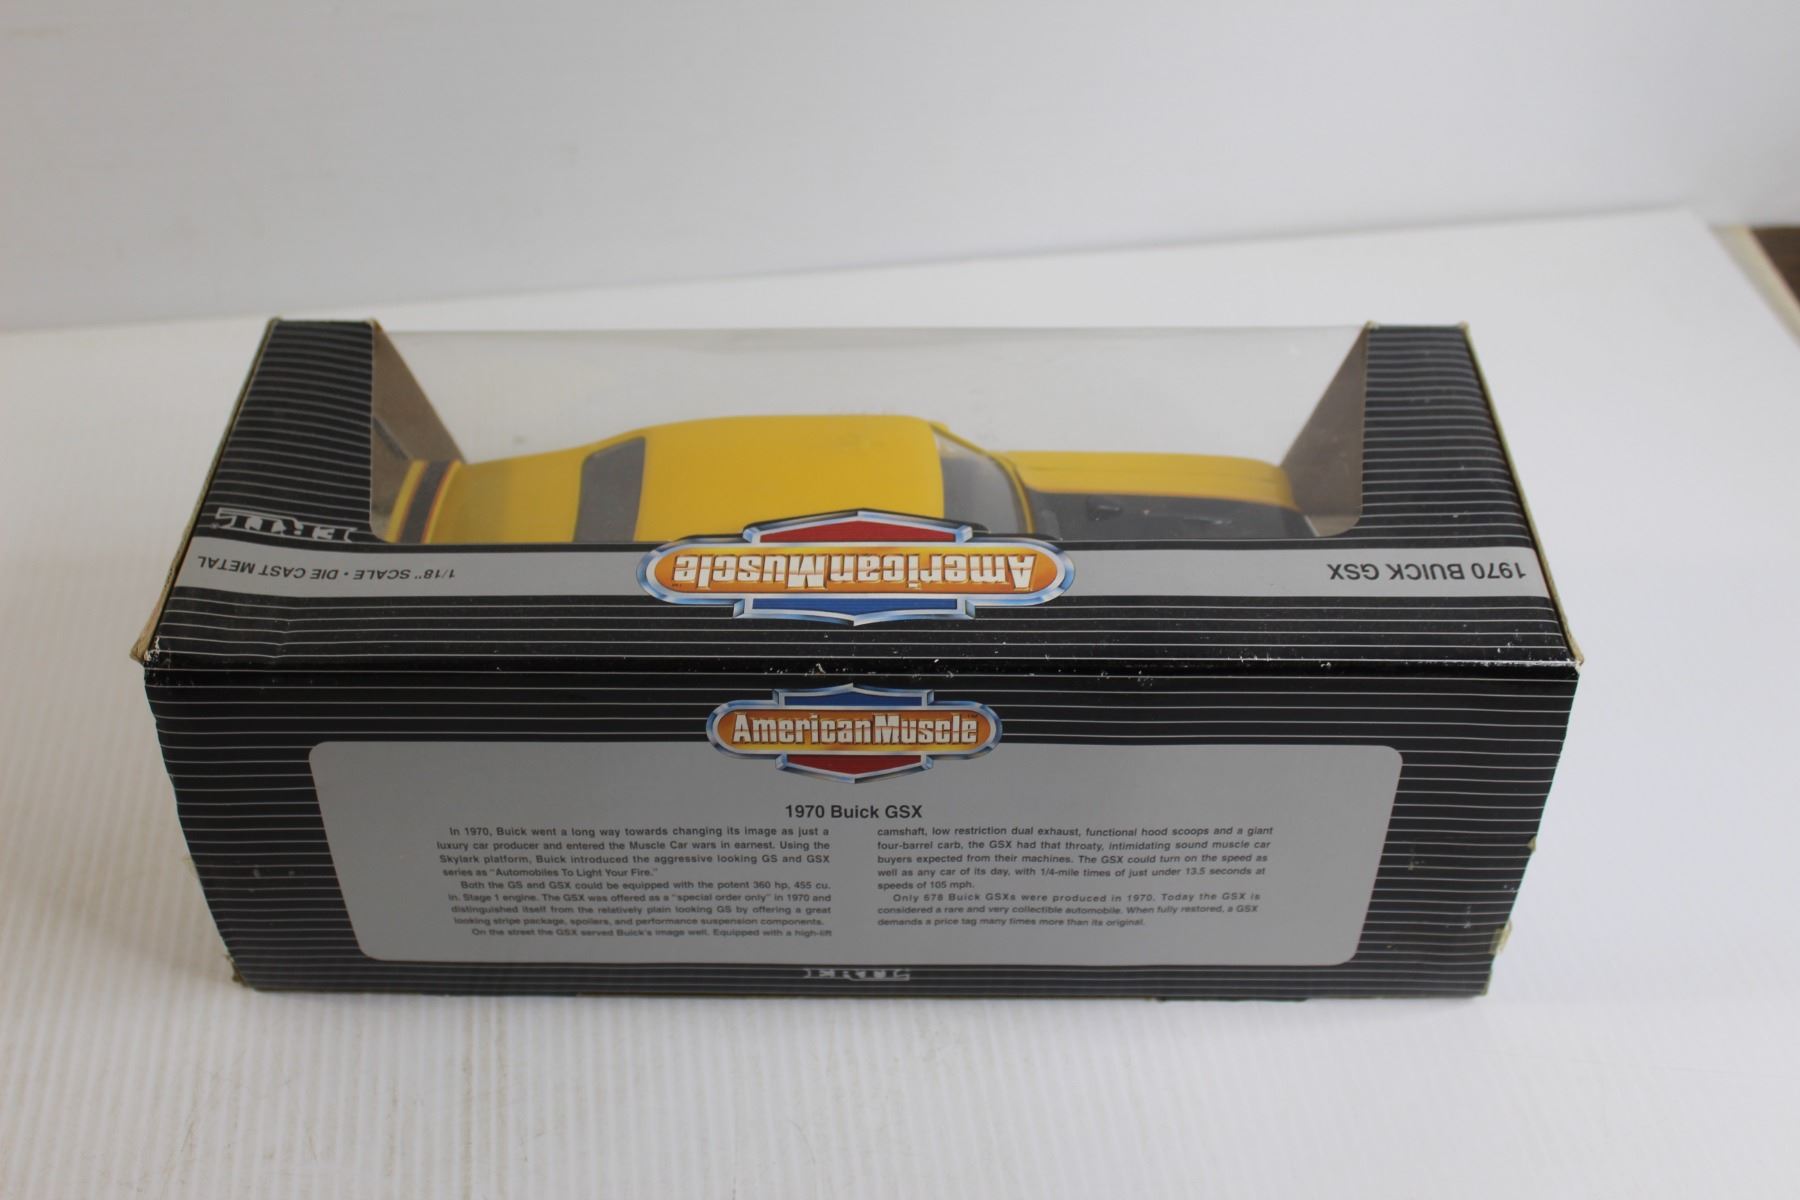 ERTL
1/18" SCALE • DIE CAST METAL
AmericanMuscle™
1970 BUICK GSX
AmericanMuscle™
1970 Buick GSX
In 1970, Buick went a long way towards changing its image as just a
luxury car producer and entered the Muscle Car wars in earnest. Using the
Skylark platform, Buick introduced the aggressive looking GS and GSX
series as "Automobiles To Light Your Fire."
Both the GS and GSX could be equipped with the potent 360 hp, 455 cu.
in. Stage 1 engine. The GSX was offered as a "special order only" in 1970 and
distinguished itself from the relatively plain looking GS by offering a great
looking stripe package, spoilers, and performance suspension components.
On the street the GSX served Buick's image well. Equipped with a high-lift
camshaft, low restriction dual exhaust, functional hood scoops and a giant
four-barrel carb, the GSX had that throaty, intimidating sound muscle car
buyers expected from their machines. The GSX could turn on the speed as
well as any car of its day, with 1/4-mile times of just under 13.5 seconds at
speeds of 105 mph.
Only 678 Buick GSXs were produced in 1970. Today the GSX is
considered a rare and very collectible automobile. When fully restored, a GSX
demands a price tag many times more than its original.
ERTL